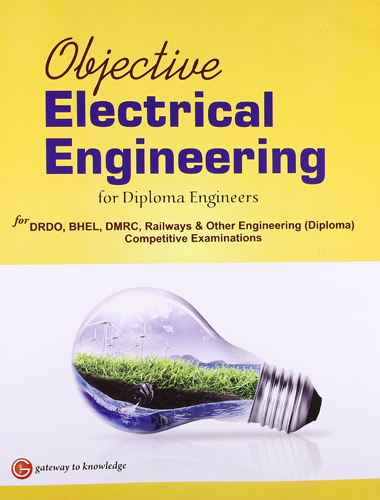 Objective
Electrical
Engineering
for Diploma Engineers
for DRDO, BHEL, DMRC, Railways & Other Engineering (Diploma)
Competitive Examinations
G gateway to knowledge